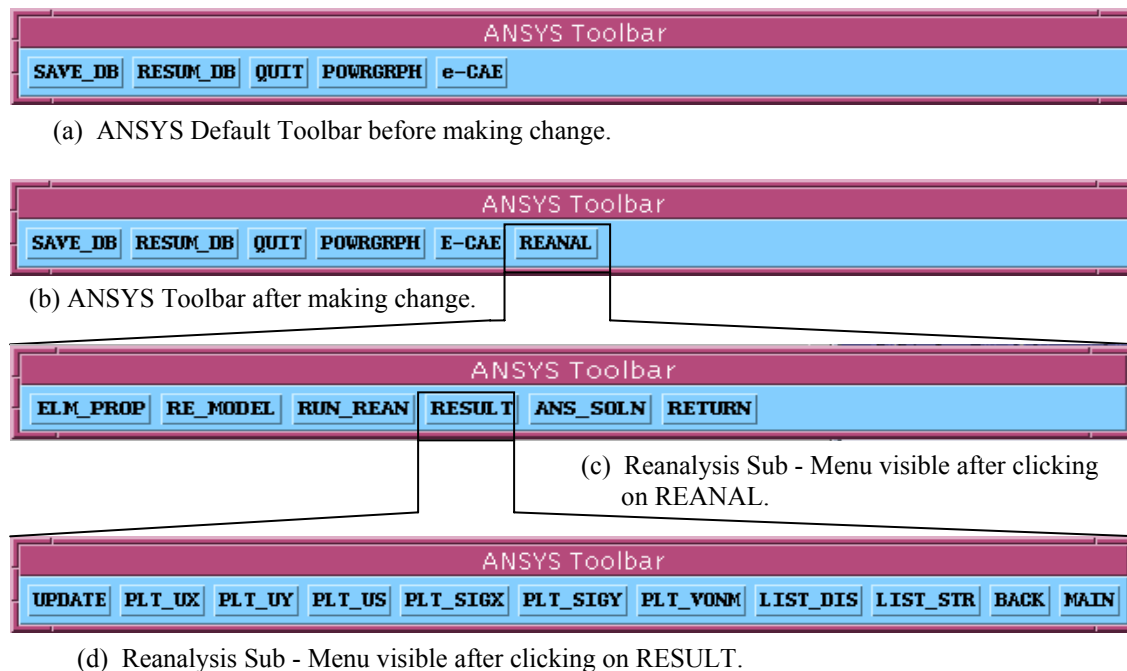 ANSYS Toolbar
SAVE_DB RESUM_DB QUIT POWRGRPH e-CAE
(a) ANSYS Default Toolbar before making change.
ANSYS Toolbar
SAVE_DB RESUM_DB QUIT POWRGRPH E-CAE REANAL
(b) ANSYS Toolbar after making change.
ANSYS Toolbar
ELM_PROP RE_MODEL RUN_REAN RESULT ANS_SOLN RETURN
(c) Reanalysis Sub - Menu visible after clicking
on REANAL.
ANSYS Toolbar
UPDATE PLT_UX PLT_UY PLT_US PLT_SIGX PLT_SIGY PLT_VONM LIST_DIS LIST_STR BACK MAIN
(d) Reanalysis Sub - Menu visible after clicking on RESULT.